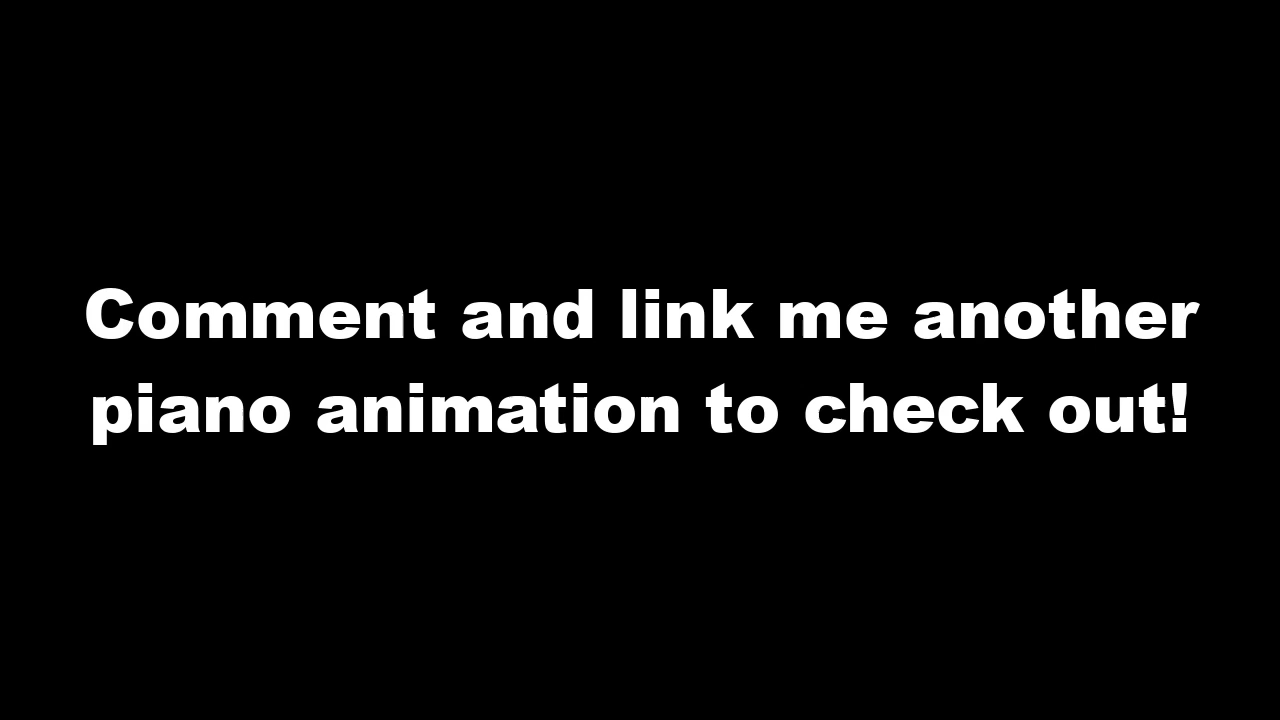 Comment and link me another
piano animation to check out!